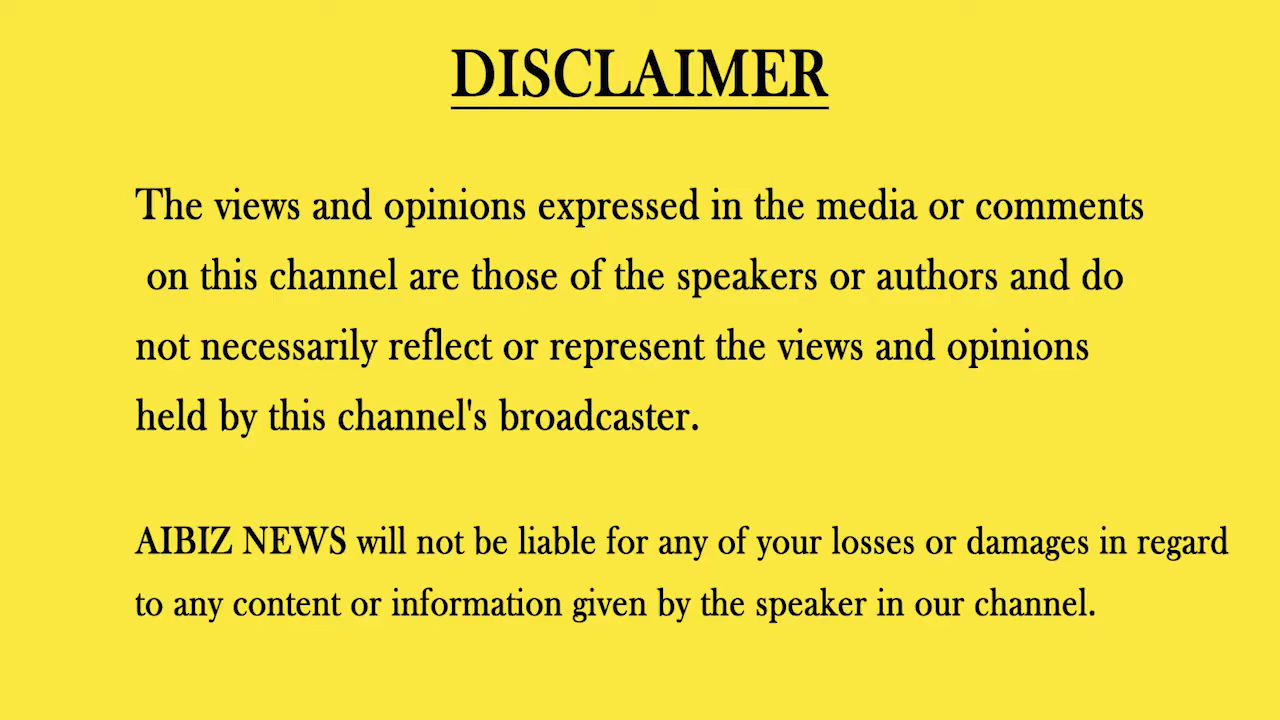 DISCLAIMER
The views and opinions expressed in the media or comments
on this channel are those of the speakers or authors and do
not necessarily reflect or represent the views and opinions
held by this channel's broadcaster.
AIBIZ NEWS will not be liable for any of your losses or damages in regard
to any content or information given by the speaker in our channel.